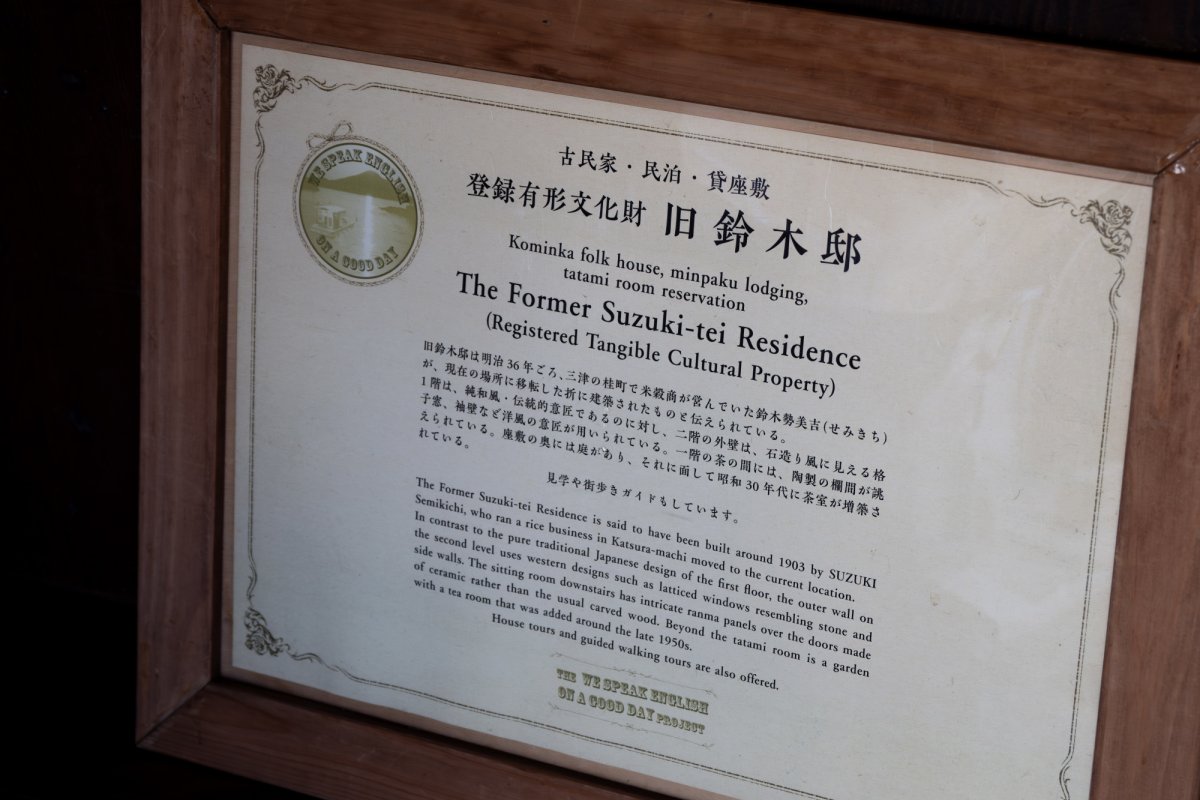 WE SPEAK ENGLISH
ON A GOOD DAY
古民家・民泊・貸座敷
登録有形文化財 旧鈴木邸
Kominka folk house, minpaku lodging,
tatami room reservation
The Former Suzuki-tei Residence
(Registered Tangible Cultural Property)
旧鈴木邸は明治36年ごろ、三津の桂町で米穀商が営んでいた鈴木勢美吉(せみきち)
が、現在の場所に移転した折に建築されたものと伝えられている。
1階は、純和風・伝統的意匠であるのに対し、二階の外壁は、石造り風に見える格
子窓、袖壁など洋風の意匠が用いられている。一階の茶の間には、陶製の欄間が誂
えられている。座敷の奥には庭があり、それに面して昭和30年代に茶室が増築さ
れている。
見学や街歩きガイドもしています。
The Former Suzuki-tei Residence is said to have been built around 1903 by SUZUKI
Semikichi, who ran a rice business in Katsura-machi moved to the current location.
In contrast to the pure traditional Japanese design of the first floor, the outer wall on
the second level uses western designs such as latticed windows resembling stone and
side walls. The sitting room downstairs has intricate ranma panels over the doors made
of ceramic rather than the usual carved wood. Beyond the tatami room is a garden
with a tea room that was added around the late 1950s.
House tours and guided walking tours are also offered.
THE WE SPEAK ENGLISH
ON A GOOD DAY PROJECT